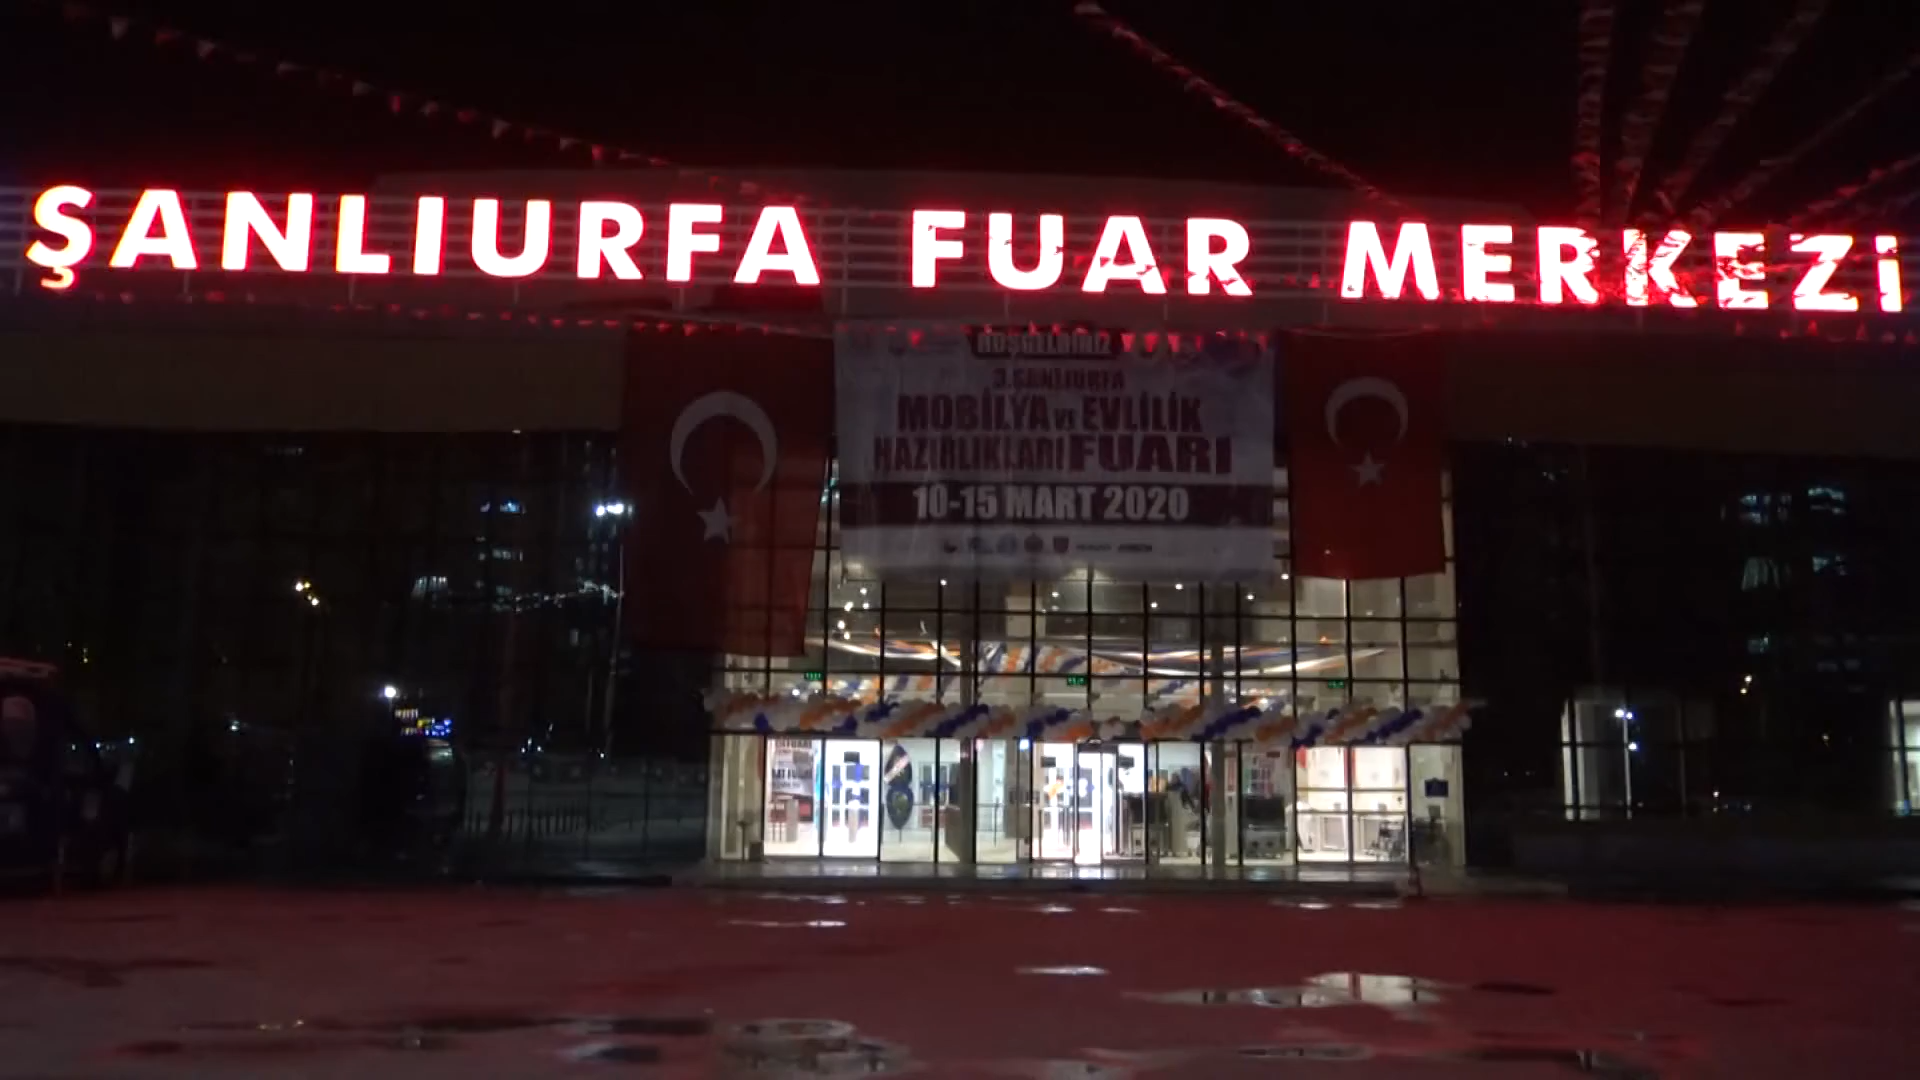 ŞANLIURFA FUAR MERKEZİ
HOŞGELDİNİZ
3.ŞANLIURFA
MOBİLYA VE EVLİLİK
HAZIRLIKLARI FUARI
10-15 MART 2020